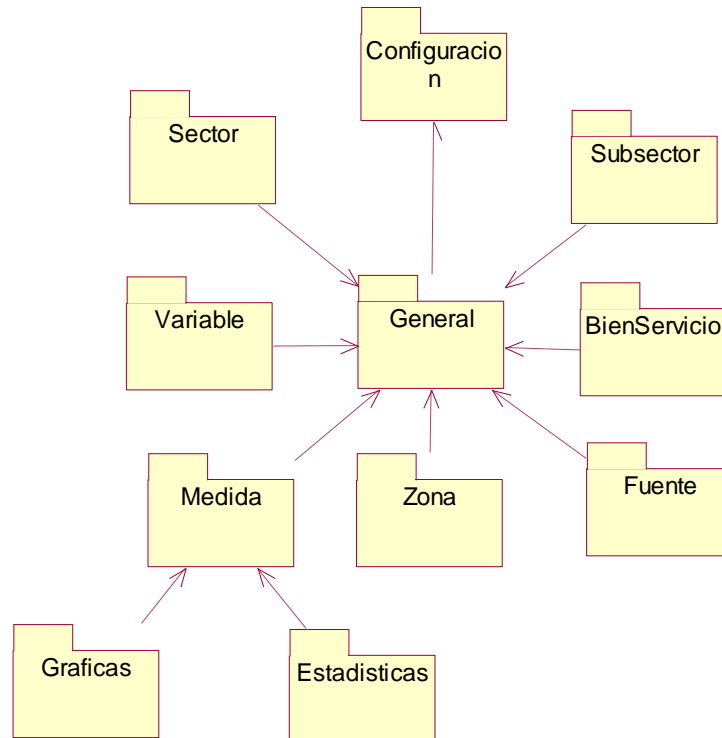 Configuracio
n
Sector
Subsector
Variable
General
BienServicio
Medida
Zona
Fuente
Graficas
Estadisticas